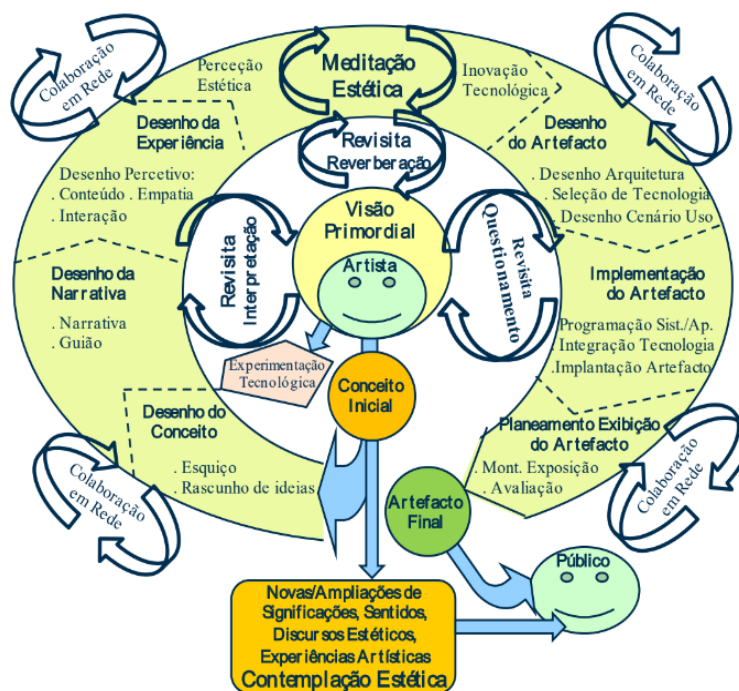 Colaboração
em Rede
Perceção
Estética
Meditação
Estética
Inovação
Tecnológica
Colaboração
em Rede
Desenho da
Experiência
Desenho Percetivo:
. Conteúdo . Empatia
. Interação
Revisita
Reverberação
Desenho
do Artefacto
. Desenho Arquitetura
. Seleção de Tecnologia
. Desenho Cenário Uso
Visão
Primordial
Artista
Revisita
Interpretação
Revisita
Questionamento
Desenho da
Narrativa
. Narrativa
. Guião
Implementação
do Artefacto
Programação Sist./Ap.
. Integração Tecnologia
. Implantação Artefacto
Experimentação
Tecnológica
Conceito
Inicial
Desenho do
Conceito
. Esquiço
. Rascunho de ideias
Planeamento Exibição
do Artefacto
. Mont. Exposição
. Avaliação
Colaboração
em Rede
Colaboração
em Rede
Artefacto
Final
Público
Novas/Ampliações de
Significações, Sentidos,
Discursos Estéticos,
Experiências Artísticas
Contemplação Estética